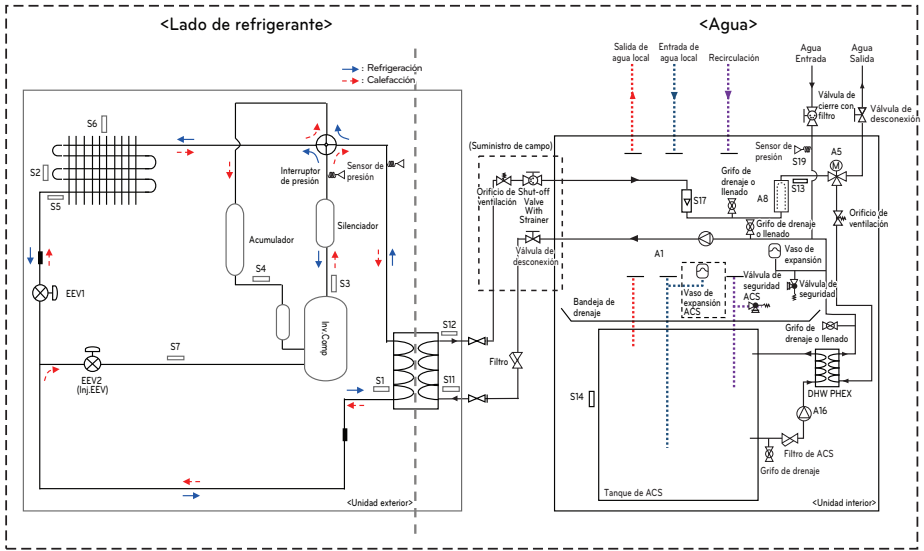 <Lado de refrigerante>
<Agua>
: Refrigeración
: Calefacción
Salida de
agua local
Entrada de
agua local
Recirculación
Agua
Entrada
Agua
Salida
Válvula de
cierre con
filtro
Válvula de
desconexión
S6
S2
S5
Interruptor
de presión
Sensor de
presión
(Suministro de campo)
Orificio de
ventilación
Shut-off
Valve
With
Strainer
Válvula de
desconexión
Sensor de
presión
S19
A5
M
S13
A8
S17
Grifo de
drenaje o
llenado
Grifo de drenaje
o llenado
Orificio de
ventilación
Acumulador
Silenciador
S4
S3
EEV1
Inv.Comp
A1
Vaso de
expansión
Vaso de
expansión
ACS
Válvula de
seguridad
ACS
Válvula de
seguridad
Bandeja de
drenaje
Grifo de
drenaje o llenado
S7
EEV2
(Inj.EEV)
S12
S1
S11
Filtro
S14
DHW PHEX
A16
Filtro de ACS
Grifo de drenaje
Tanque de ACS
<Unidad exterior>
<Unidad interior>